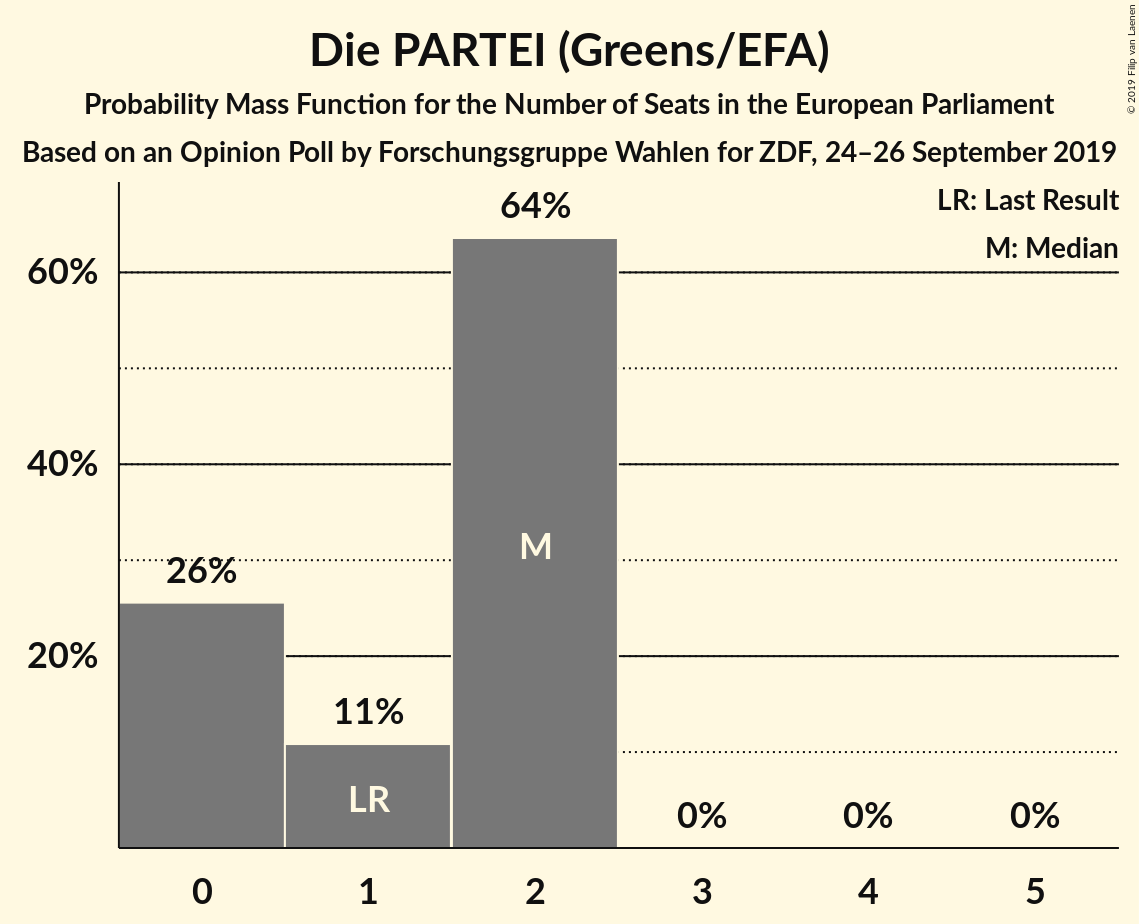 Die PARTEI (Greens/EFA)
Probability Mass Function for the Number of Seats in the European Parliament
Based on an Opinion Poll by Forschungsgruppe Wahlen for ZDF, 24–26 September 2019
© 2019 Filip van Laenen
LR: Last Result
M: Median
64%
60%
40%
M
26%
20%
11%
LR
0% 0% 0%
0 1 2 3 4 5